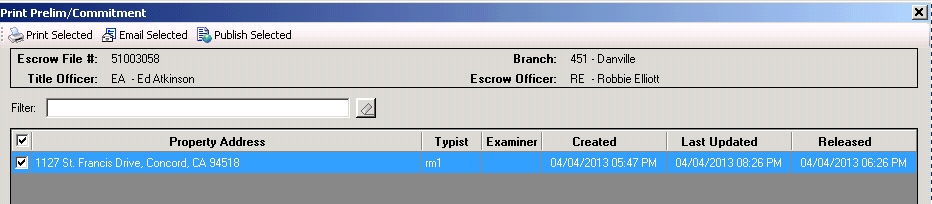 Print Prelim/Commitment
Print Selected Email Selected Publish Selected
Escrow File #: 51003058 Branch: 451 - Danville
Title Officer: EA - Ed Atkinson Escrow Officer: RE - Robbie Elliott
Filter:
Property Address Typist Examiner Created Last Updated Released
1127 St. Francis Drive, Concord, CA 94518 rm1 04/04/2013 05:47 PM 04/04/2013 08:26 PM 04/04/2013 06:26 PM